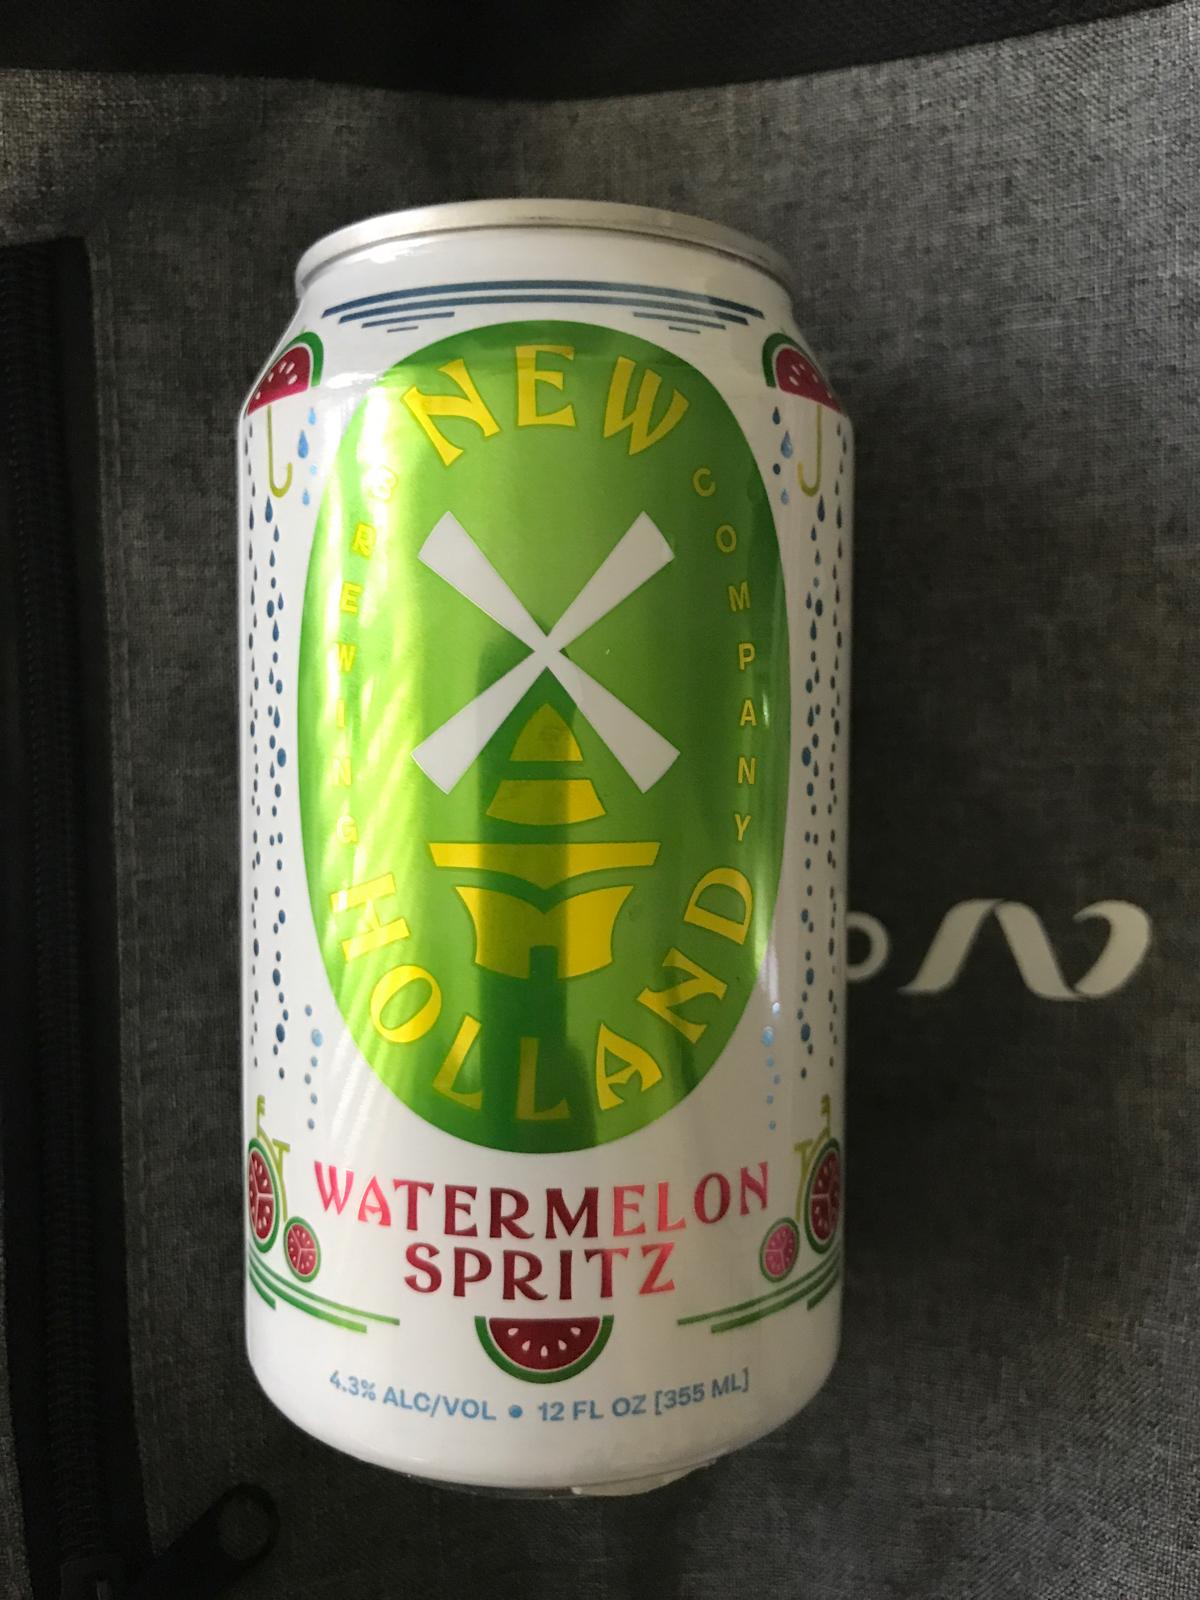 NEW
BREWING
COMPANY
HOLLAND
WATERMELON
SPRITZ
4.3% ALC/VOL • 12 FL OZ [355 ML]